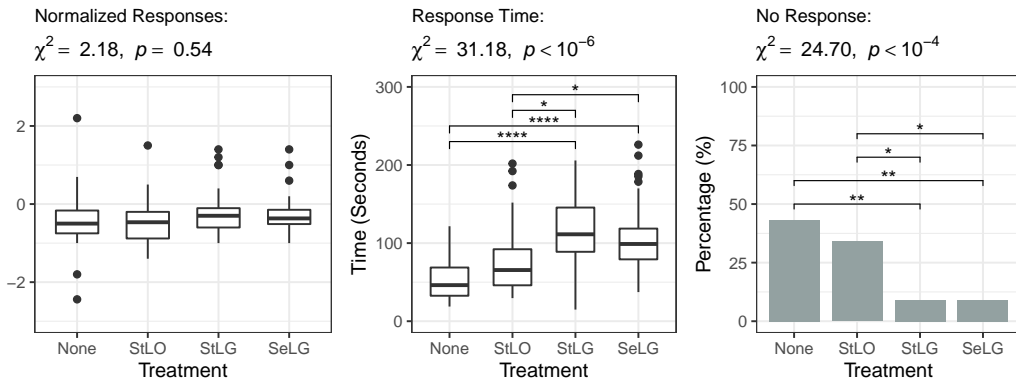 Normalized Responses:
χ² = 2.18, p = 0.54
2
0
−2
None StLO StLG SeLG
Treatment
Response Time:
χ² = 31.18, p < 10⁻⁶
Time (Seconds)
300
200
100
0
*
*
****
****
None StLO StLG SeLG
Treatment
No Response:
χ² = 24.70, p < 10⁻⁴
Percentage (%)
100
75
50
25
0
*
*
**
**
None StLO StLG SeLG
Treatment